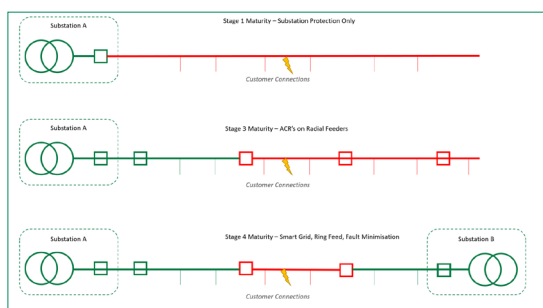 Stage 1 Maturity – Substation Protection Only
Substation A
Customer Connections
Stage 3 Maturity – ACR's on Radial Feeders
Substation A
Customer Connections
Stage 4 Maturity – Smart Grid, Ring Feed, Fault Minimisation
Substation A
Substation B
Customer Connections